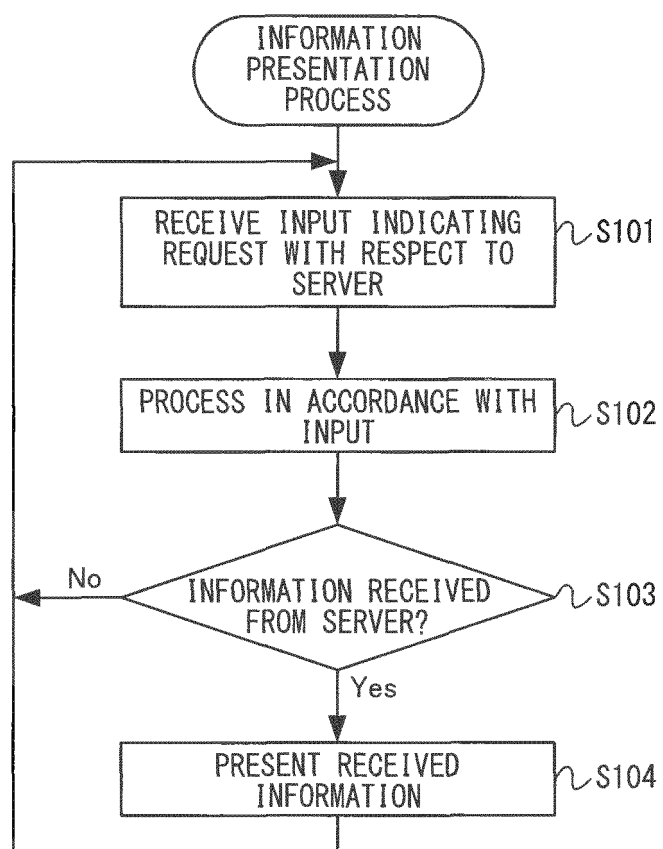 INFORMATION
PRESENTATION
PROCESS
RECEIVE INPUT INDICATING
REQUEST WITH RESPECT TO
SERVER
S101
PROCESS IN ACCORDANCE WITH
INPUT
S102
No
INFORMATION RECEIVED
FROM SERVER?
S103
Yes
PRESENT RECEIVED
INFORMATION
S104